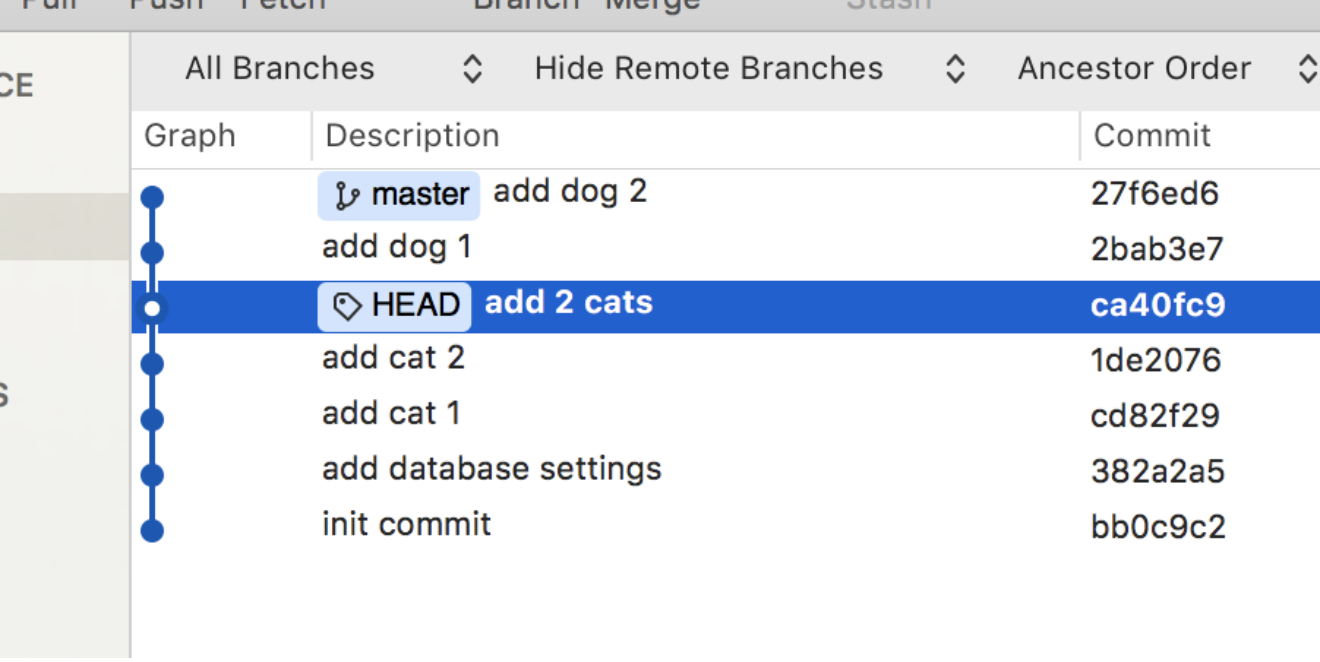 Pull Push Fetch Branch Merge Stash
All Branches Hide Remote Branches Ancestor Order
CE
Graph Description Commit
master add dog 2 27f6ed6
add dog 1 2bab3e7
HEAD add 2 cats ca40fc9
add cat 2 1de2076
S
add cat 1 cd82f29
add database settings 382a2a5
init commit bb0c9c2